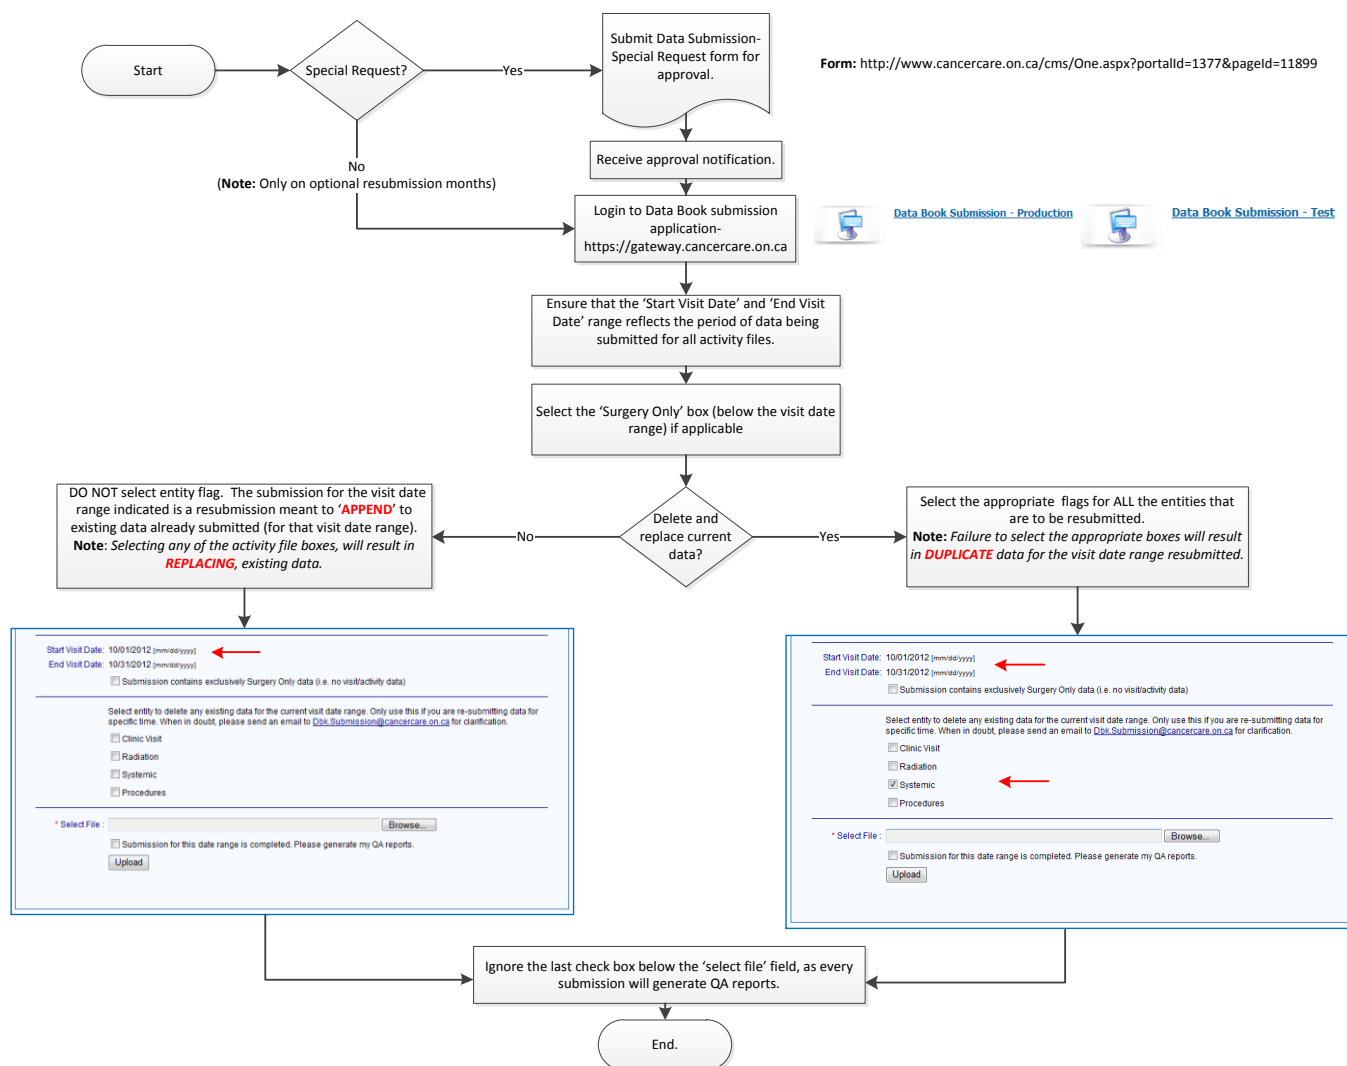 Start
Special Request?
Yes
Submit Data Submission-
Special Request form for
approval.
Form: http://www.cancercare.on.ca/cms/One.aspx?portalId=1377&pageId=11899
No
(Note: Only on optional resubmission months)
Receive approval notification.
Login to Data Book submission
application-
https://gateway.cancercare.on.ca
Data Book Submission - Production
Data Book Submission - Test
Ensure that the ‘Start Visit Date’ and ‘End Visit
Date’ range reflects the period of data being
submitted for all activity files.
Select the ‘Surgery Only’ box (below the visit date
range) if applicable
Delete and
replace current
data?
No
Yes
DO NOT select entity flag.  The submission for the visit date
range indicated is a resubmission meant to ‘APPEND’ to
existing data already submitted (for that visit date range).
Note: Selecting any of the activity file boxes, will result in
REPLACING, existing data.
Select the appropriate  flags for ALL the entities that
are to be resubmitted.
Note: Failure to select the appropriate boxes will result
in DUPLICATE data for the visit date range resubmitted.
Start Visit Date: 10/01/2012 [mm/dd/yyyy]
End Visit Date: 10/31/2012 [mm/dd/yyyy]
Submission contains exclusively Surgery Only data (i.e. no visit/activity data)
Select entity to delete any existing data for the current visit date range. Only use this if you are re-submitting data for
specific time. When in doubt, please send an email to Dbk.Submission@cancercare.on.ca for clarification.
Clinic Visit
Radiation
Systemic
Procedures
* Select File :
Browse...
Submission for this date range is completed. Please generate my QA reports.
Upload
Start Visit Date: 10/01/2012 [mm/dd/yyyy]
End Visit Date: 10/31/2012 [mm/dd/yyyy]
Submission contains exclusively Surgery Only data (i.e. no visit/activity data)
Select entity to delete any existing data for the current visit date range. Only use this if you are re-submitting data for
specific time. When in doubt, please send an email to Dbk.Submission@cancercare.on.ca for clarification.
Clinic Visit
Radiation
Systemic
Procedures
* Select File :
Browse...
Submission for this date range is completed. Please generate my QA reports.
Upload
Ignore the last check box below the ‘select file’ field, as every
submission will generate QA reports.
End.